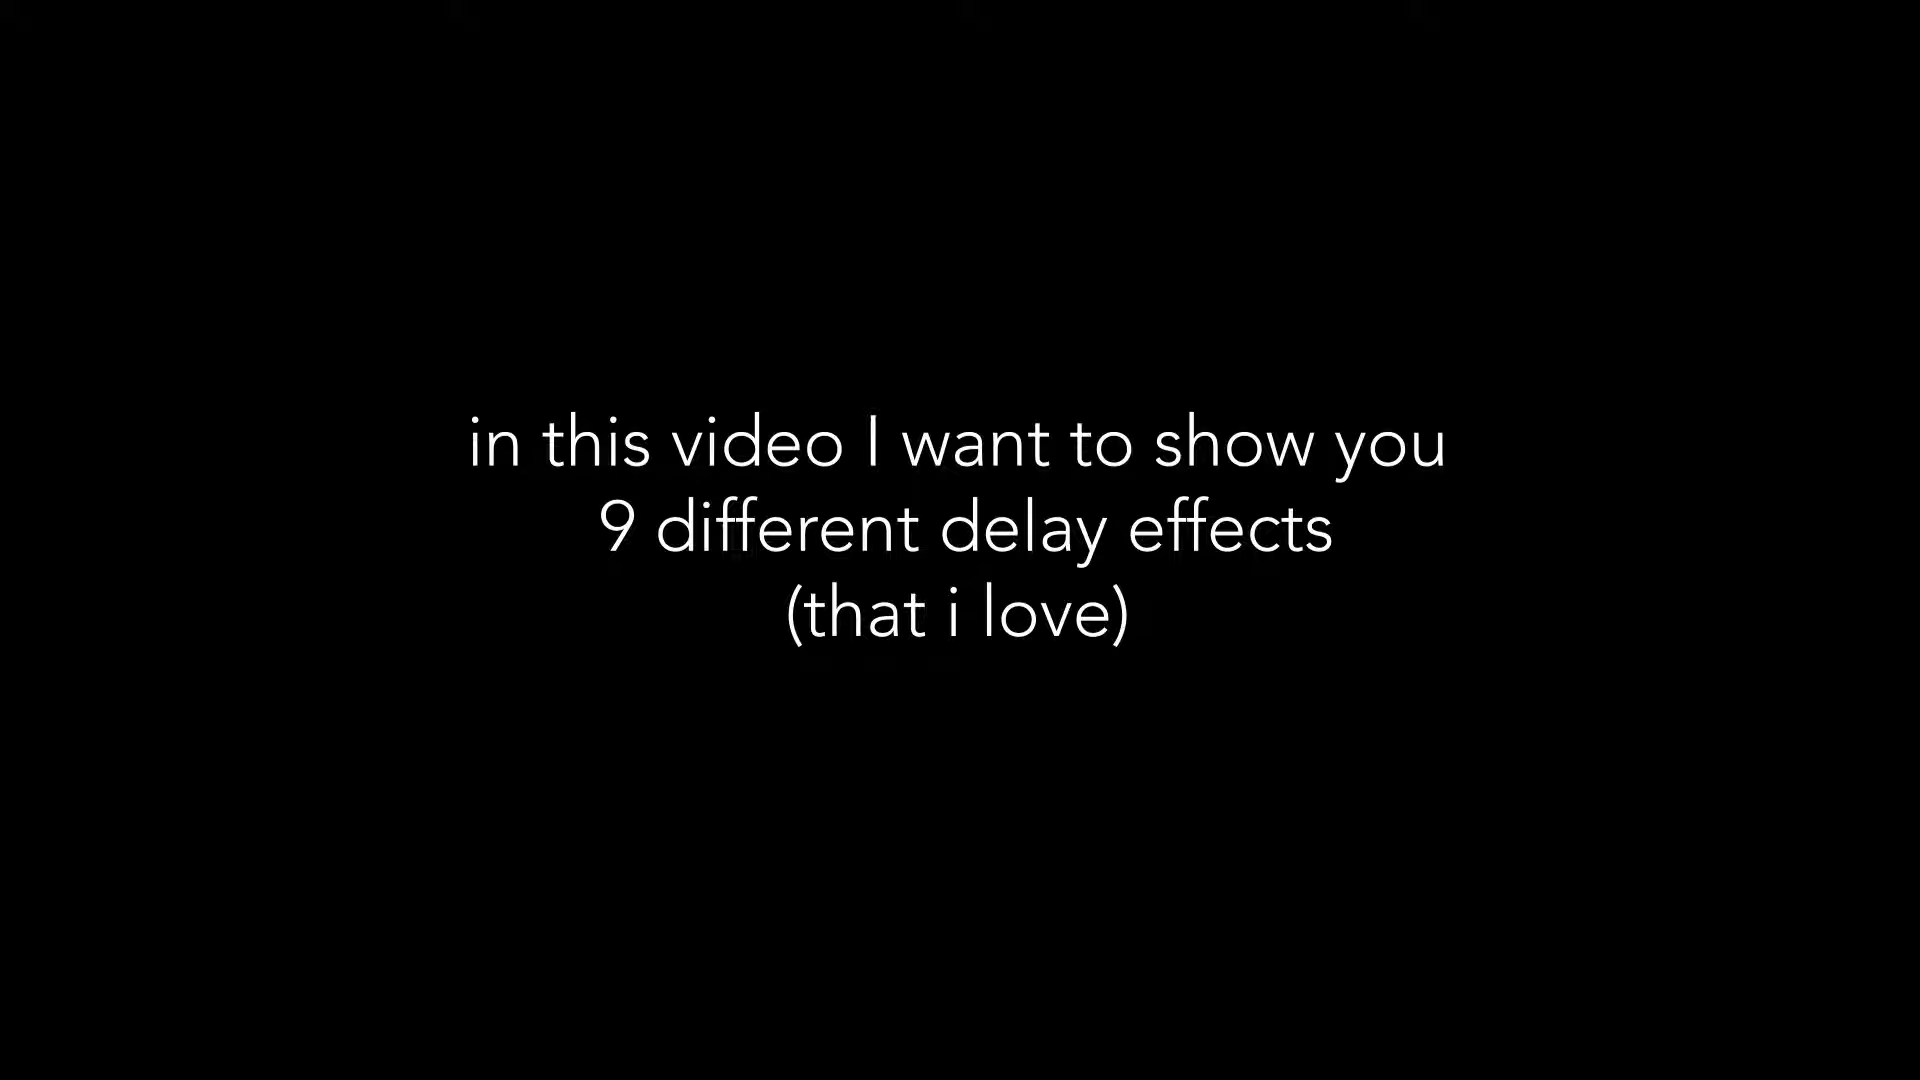 in this video I want to show you
9 different delay effects
(that i love)